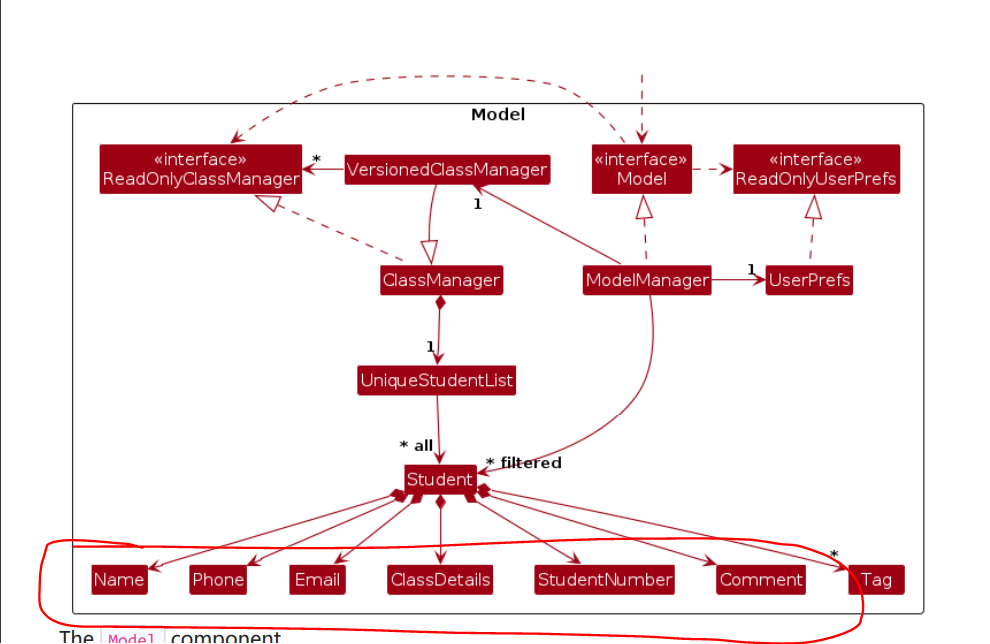 Model
«interface»
ReadOnlyClassManager
*
VersionedClassManager
«interface»
Model
«interface»
ReadOnlyUserPrefs
1
ClassManager
ModelManager
1
UserPrefs
1
UniqueStudentList
* all
* filtered
Student
*
Name
Phone
Email
ClassDetails
StudentNumber
Comment
Tag
The Model component